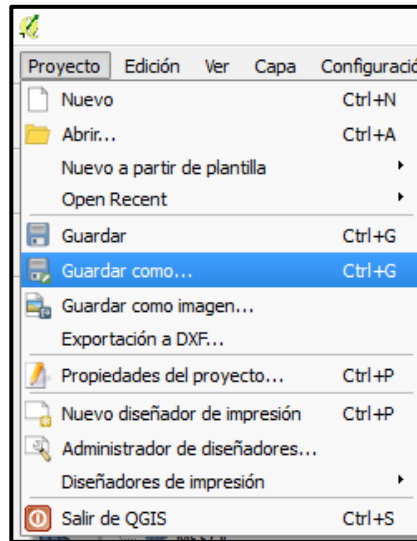 Proyecto Edición Ver Capa Configuració
Nuevo Ctrl+N
Abrir... Ctrl+A
Nuevo a partir de plantilla
Open Recent
Guardar Ctrl+G
Guardar como... Ctrl+G
Guardar como imagen...
Exportación a DXF...
Propiedades del proyecto... Ctrl+P
Nuevo diseñador de impresión Ctrl+P
Administrador de diseñadores...
Diseñadores de impresión
Salir de QGIS Ctrl+S